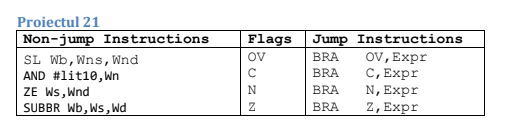 Proiectul 21
Non-jump Instructions Flags Jump Instructions
SL Wb,Wns,Wnd OV BRA OV,Expr
AND #lit10,Wn C BRA C,Expr
ZE Ws,Wnd N BRA N,Expr
SUBBR Wb,Ws,Wd Z BRA Z,Expr